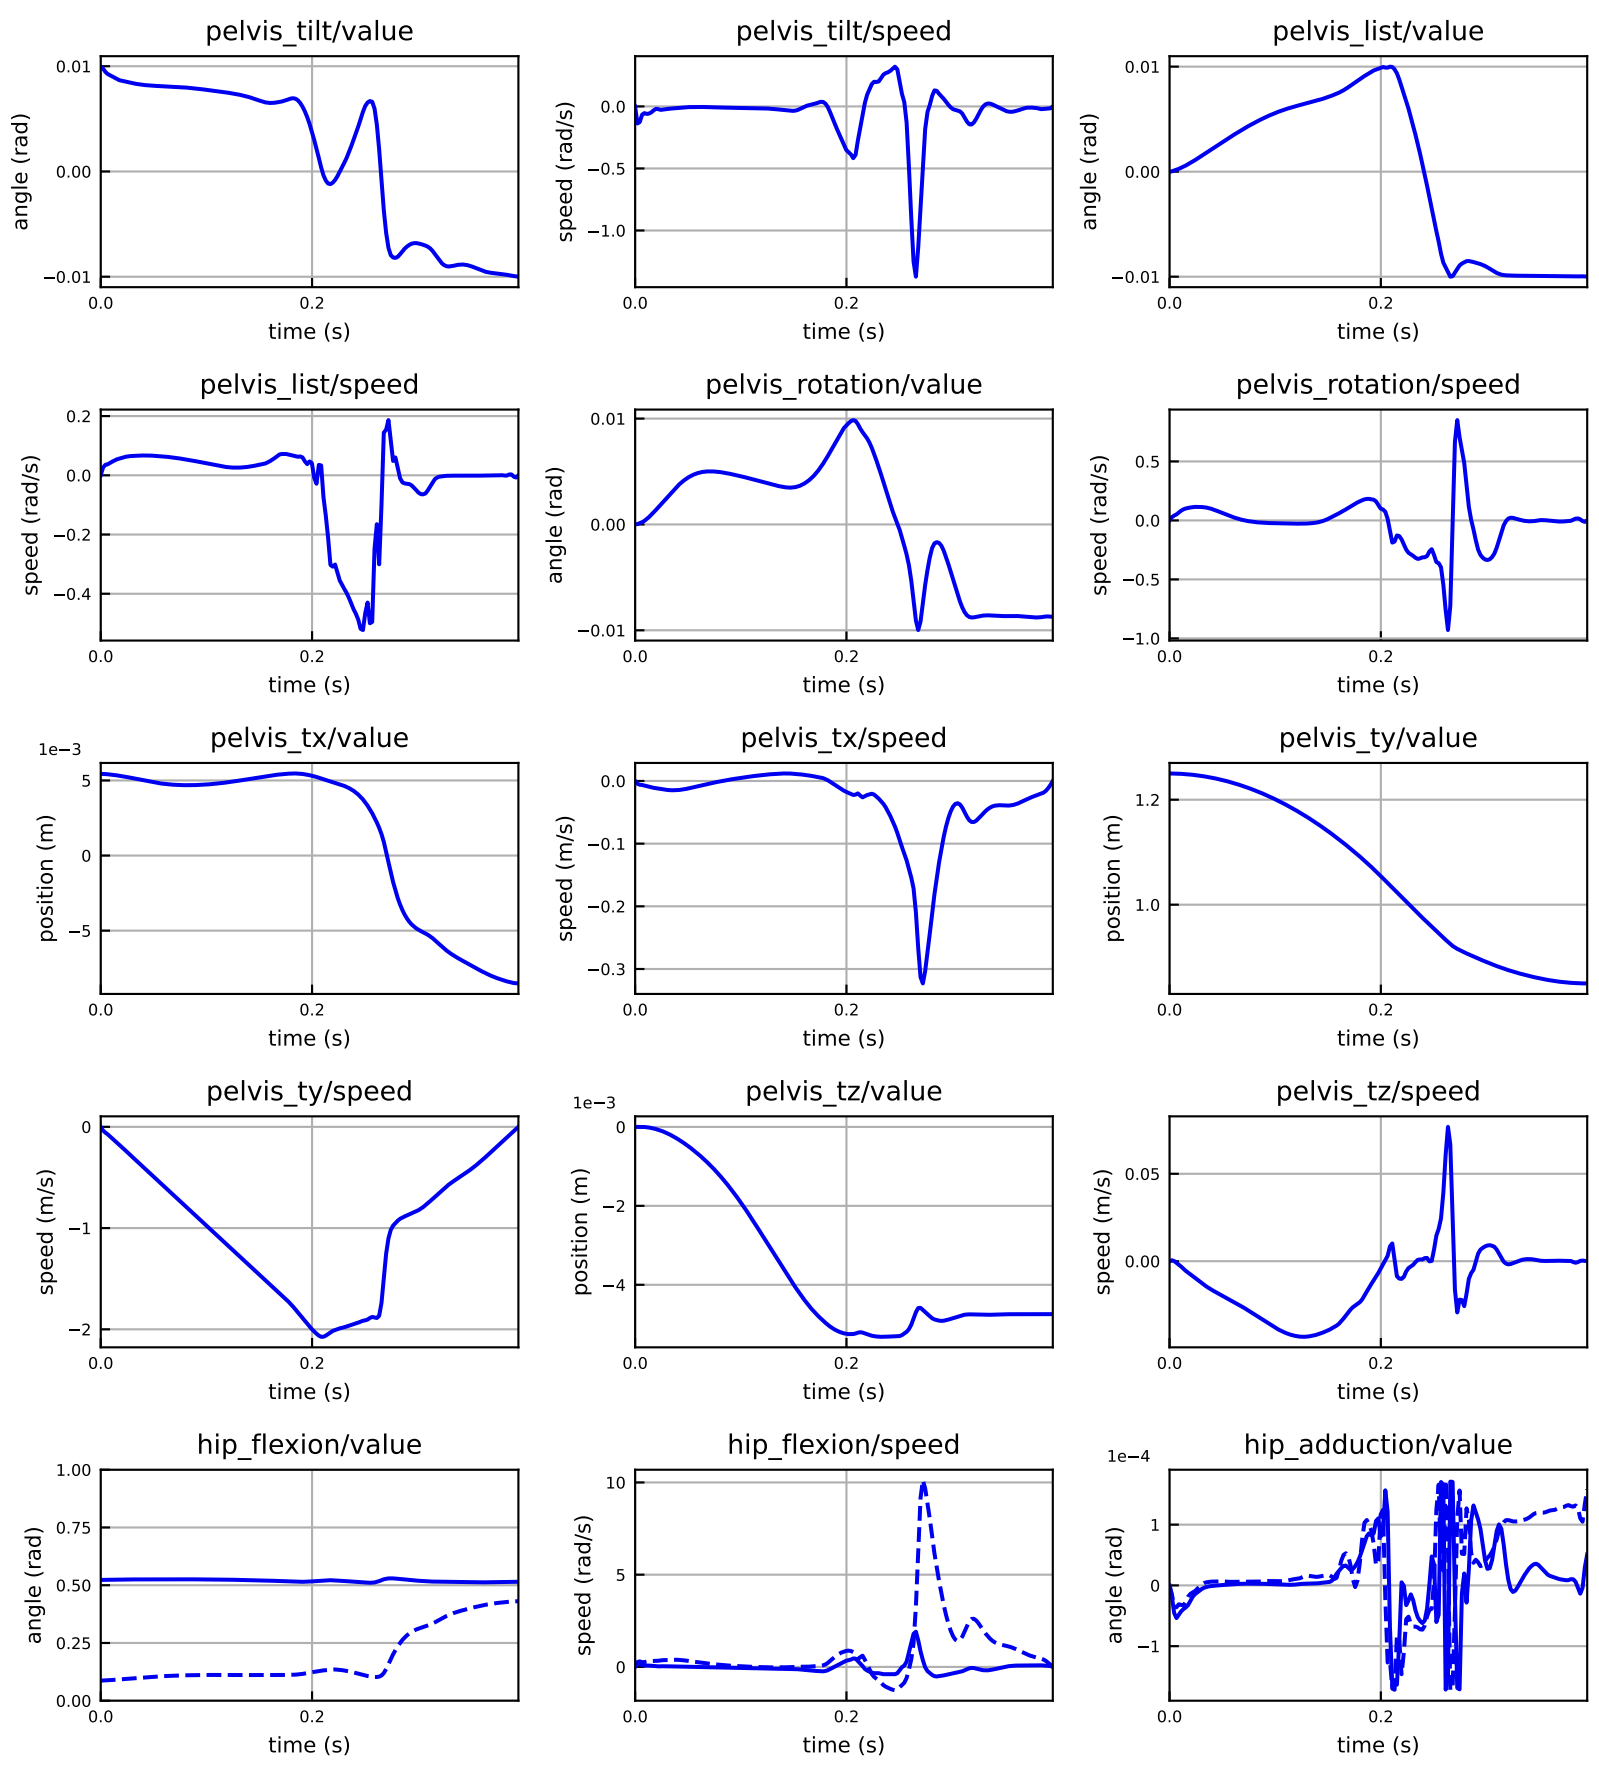 pelvis_tilt/value
angle (rad)
0.01
0.00
−0.01
0.0
0.2
time (s)
pelvis_tilt/speed
speed (rad/s)
0.0
−0.5
−1.0
0.0
0.2
time (s)
pelvis_list/value
angle (rad)
0.01
0.00
−0.01
0.0
0.2
time (s)
pelvis_list/speed
speed (rad/s)
0.2
0.0
−0.2
−0.4
0.0
0.2
time (s)
pelvis_rotation/value
angle (rad)
0.01
0.00
−0.01
0.0
0.2
time (s)
pelvis_rotation/speed
speed (rad/s)
0.5
0.0
−0.5
−1.0
0.0
0.2
time (s)
pelvis_tx/value
1e−3
position (m)
5
0
−5
0.0
0.2
time (s)
pelvis_tx/speed
speed (m/s)
0.0
−0.1
−0.2
−0.3
0.0
0.2
time (s)
pelvis_ty/value
position (m)
1.2
1.0
0.0
0.2
time (s)
pelvis_ty/speed
speed (m/s)
0
−1
−2
0.0
0.2
time (s)
pelvis_tz/value
1e−3
position (m)
0
−2
−4
0.0
0.2
time (s)
pelvis_tz/speed
speed (m/s)
0.05
0.00
0.0
0.2
time (s)
hip_flexion/value
angle (rad)
1.00
0.75
0.50
0.25
0.00
0.0
0.2
time (s)
hip_flexion/speed
speed (rad/s)
10
5
0
0.0
0.2
time (s)
hip_adduction/value
1e−4
angle (rad)
1
0
−1
0.0
0.2
time (s)